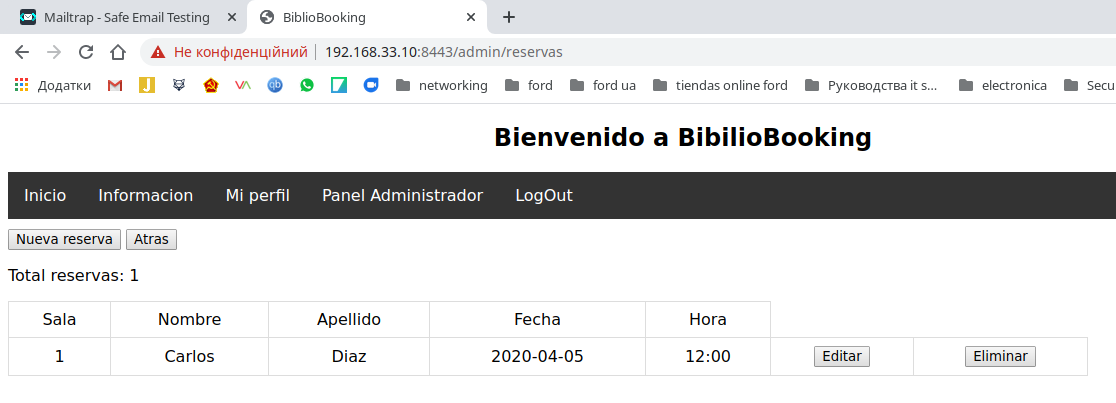 Mailtrap - Safe Email Testing BiblioBooking
Не конфіденційний 192.168.33.10:8443/admin/reservas
Додатки networking ford ford ua tiendas online ford Руководства it s... electronica Secu
Bienvenido a BibilioBooking
Inicio Informacion Mi perfil Panel Administrador LogOut
Nueva reserva Atras
Total reservas: 1
Sala Nombre Apellido Fecha Hora
1 Carlos Diaz 2020-04-05 12:00 Editar Eliminar